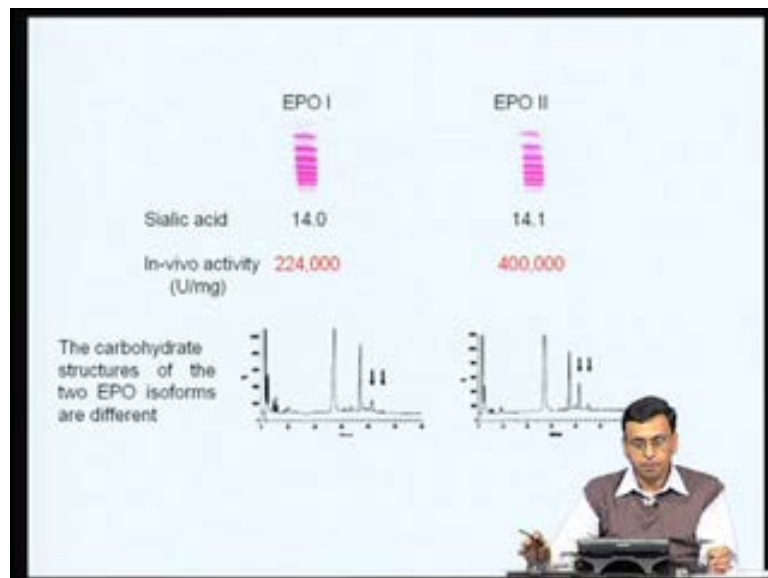 EPO I EPO II
Sialic acid 14.0 14.1
In-vivo activity 224,000 400,000
(U/mg)
The carbohydrate
structures of the
two EPO isoforms
are different